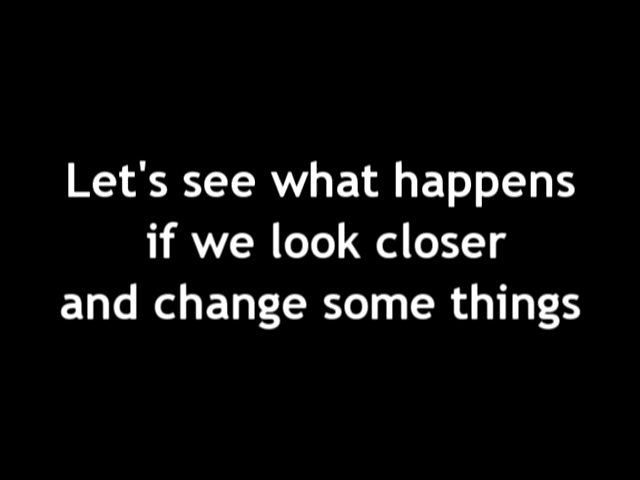 Let's see what happens
if we look closer
and change some things